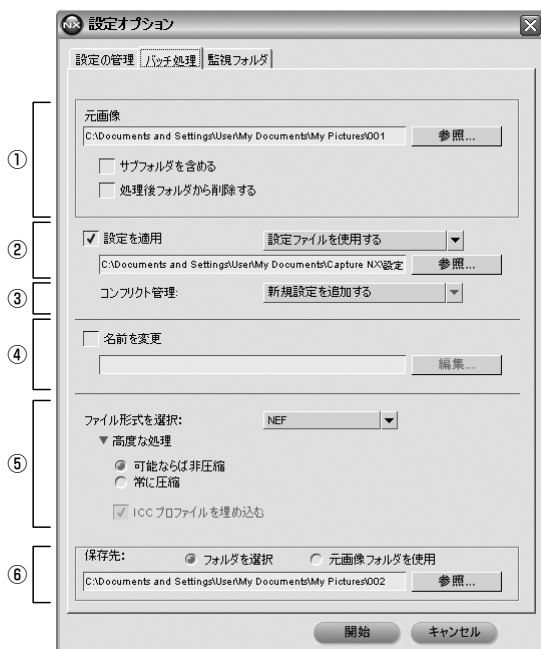 NX 設定オプション
設定の管理 バッチ処理 監視フォルダ
①
元画像
C:\Documents and Settings\User\My Documents\My Pictures\001 参照...
サブフォルダを含める
処理後フォルダから削除する
②
設定を適用 設定ファイルを使用する
C:\Documents and Settings\User\My Documents\Capture NX\設定 参照...
③
コンフリクト管理: 新規設定を追加する
④
名前を変更
編集...
⑤
ファイル形式を選択: NEF
高度な処理
可能ならば非圧縮
常に圧縮
ICC プロファイルを埋め込む
⑥
保存先: フォルダを選択 元画像フォルダを使用
C:\Documents and Settings\User\My Documents\My Pictures\002 参照...
開始 キャンセル